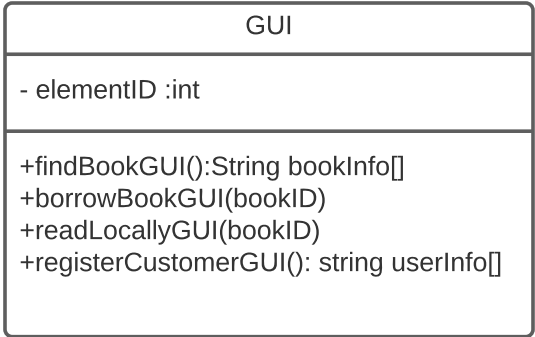 GUI
- elementID :int
+findBookGUI():String bookInfo[]
+borrowBookGUI(bookID)
+readLocallyGUI(bookID)
+registerCustomerGUI(): string userInfo[]